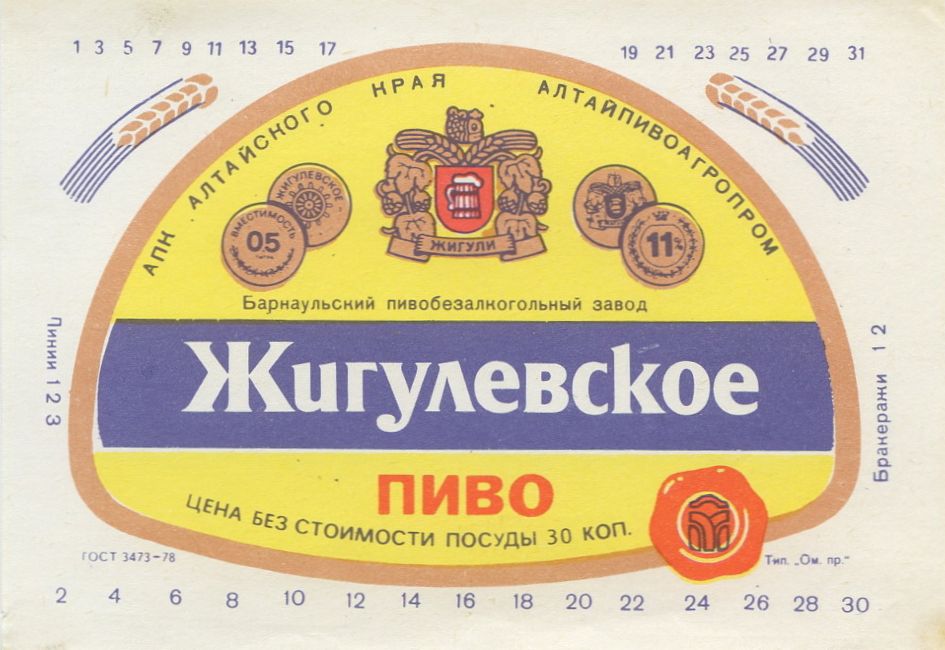 1 3 5 7 9 11 13 15 17 19 21 23 25 27 29 31
АПК АЛТАЙСКОГО КРАЯ АЛТАЙПИВОАГРОПРОМ
ЖИГУЛЕВСКОЕ
ВМЕСТИМОСТЬ
05
ЖИГУЛИ
11
Барнаульский пивобезалкогольный завод
Линии 1 2 3
Бракеражи 1 2
Жигулевское
ПИВО
ЦЕНА БЕЗ СТОИМОСТИ ПОСУДЫ 30 КОП.
ГОСТ 3473-78
Тип. „Ом. пр."
2 4 6 8 10 12 14 16 18 20 22 24 26 28 30